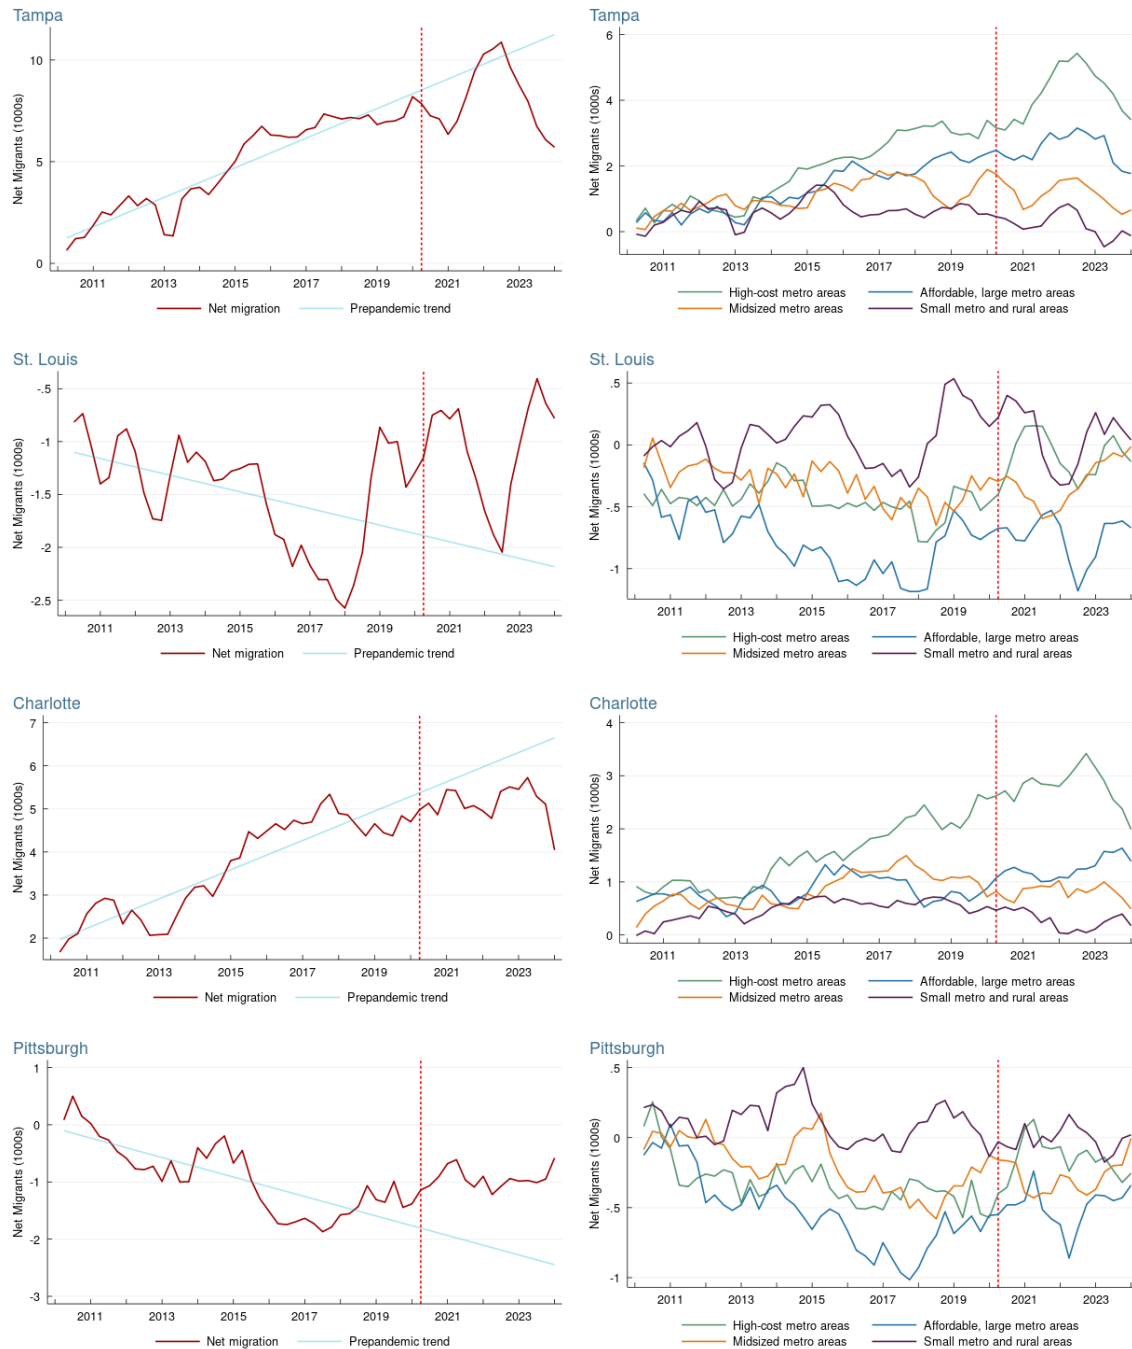 Tampa
Net Migrants (1000s)
10
5
0
2011 2013 2015 2017 2019 2021 2023
Net migration Prepandemic trend
Tampa
Net Migrants (1000s)
6
4
2
0
2011 2013 2015 2017 2019 2021 2023
High-cost metro areas Affordable, large metro areas
Midsized metro areas Small metro and rural areas
St. Louis
Net Migrants (1000s)
-.5
-1
-1.5
-2
-2.5
2011 2013 2015 2017 2019 2021 2023
Net migration Prepandemic trend
St. Louis
Net Migrants (1000s)
.5
0
-.5
-1
2011 2013 2015 2017 2019 2021 2023
High-cost metro areas Affordable, large metro areas
Midsized metro areas Small metro and rural areas
Charlotte
Net Migrants (1000s)
7
6
5
4
3
2
2011 2013 2015 2017 2019 2021 2023
Net migration Prepandemic trend
Charlotte
Net Migrants (1000s)
4
3
2
1
0
2011 2013 2015 2017 2019 2021 2023
High-cost metro areas Affordable, large metro areas
Midsized metro areas Small metro and rural areas
Pittsburgh
Net Migrants (1000s)
1
0
-1
-2
-3
2011 2013 2015 2017 2019 2021 2023
Net migration Prepandemic trend
Pittsburgh
Net Migrants (1000s)
.5
0
-.5
-1
2011 2013 2015 2017 2019 2021 2023
High-cost metro areas Affordable, large metro areas
Midsized metro areas Small metro and rural areas